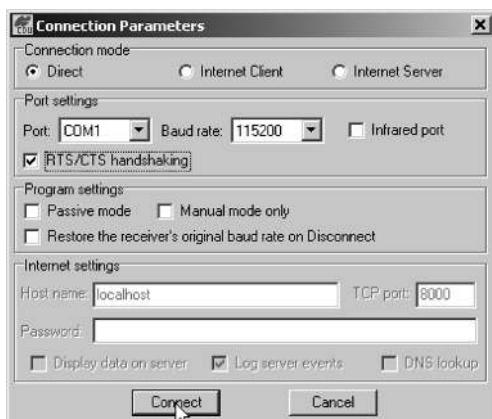 CDU Connection Parameters
Connection mode
Direct Internet Client Internet Server
Port settings
Port: COM1 Baud rate: 115200 Infrared port
RTS/CTS handshaking
Program settings
Passive mode Manual mode only
Restore the receiver's original baud rate on Disconnect
Internet settings
Host name: localhost TCP port: 8000
Password:
Display data on server Log server events DNS lookup
Connect Cancel